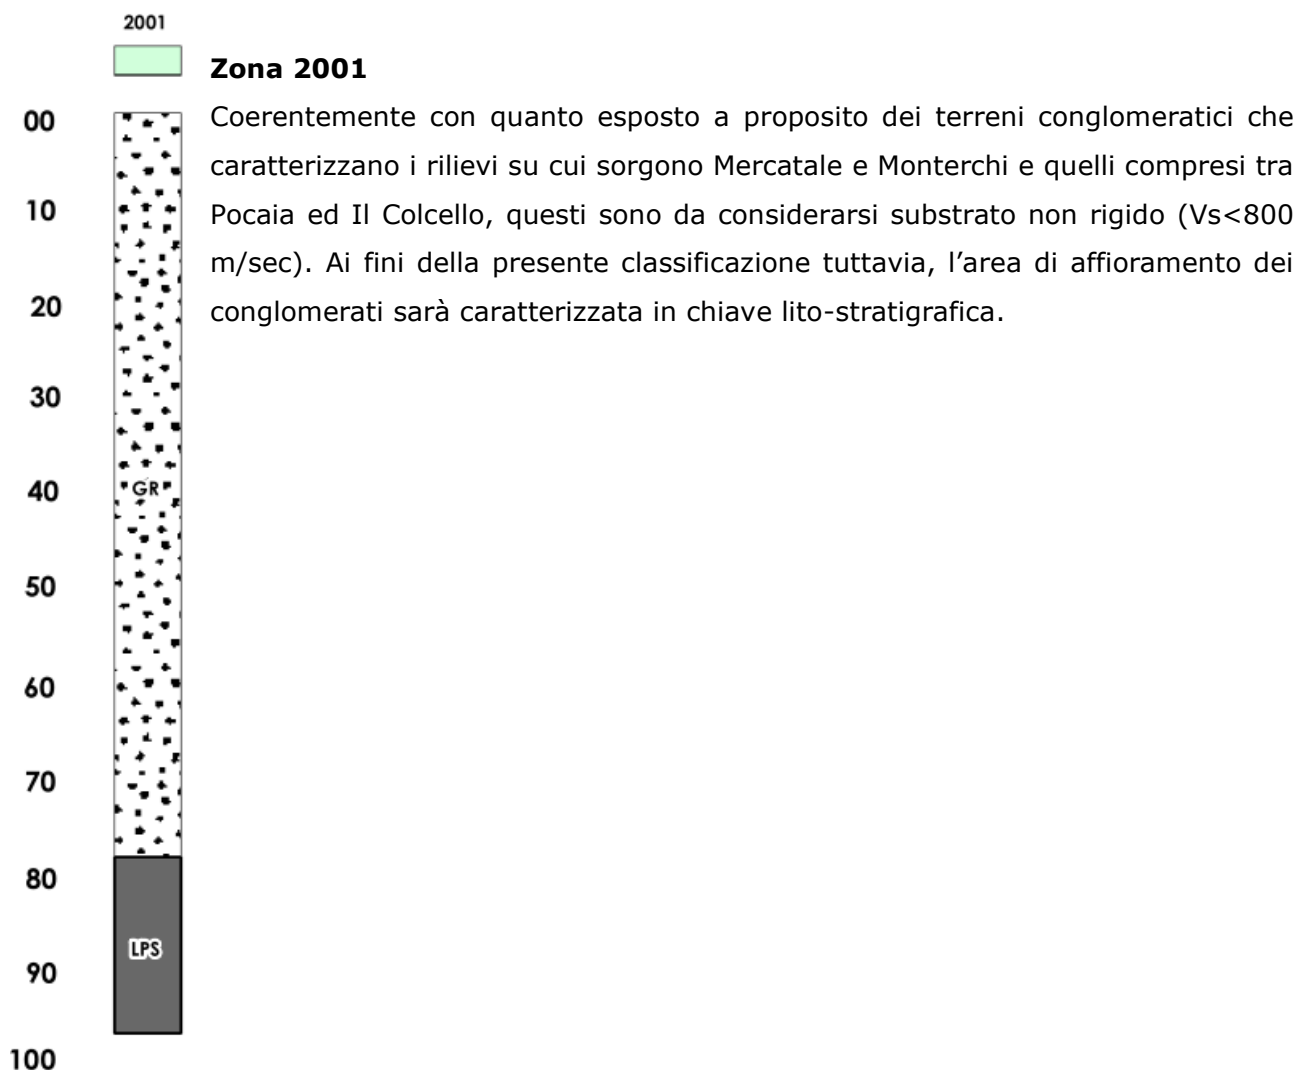 2001
Zona 2001
Coerentemente con quanto esposto a proposito dei terreni conglomeratici che
caratterizzano i rilievi su cui sorgono Mercatale e Monterchi e quelli compresi tra
Pocaia ed Il Colcello, questi sono da considerarsi substrato non rigido (Vs<800
m/sec). Ai fini della presente classificazione tuttavia, l’area di affioramento dei
conglomerati sarà caratterizzata in chiave lito-stratigrafica.
00
10
20
30
40
GR
50
60
70
80
LPS
90
100